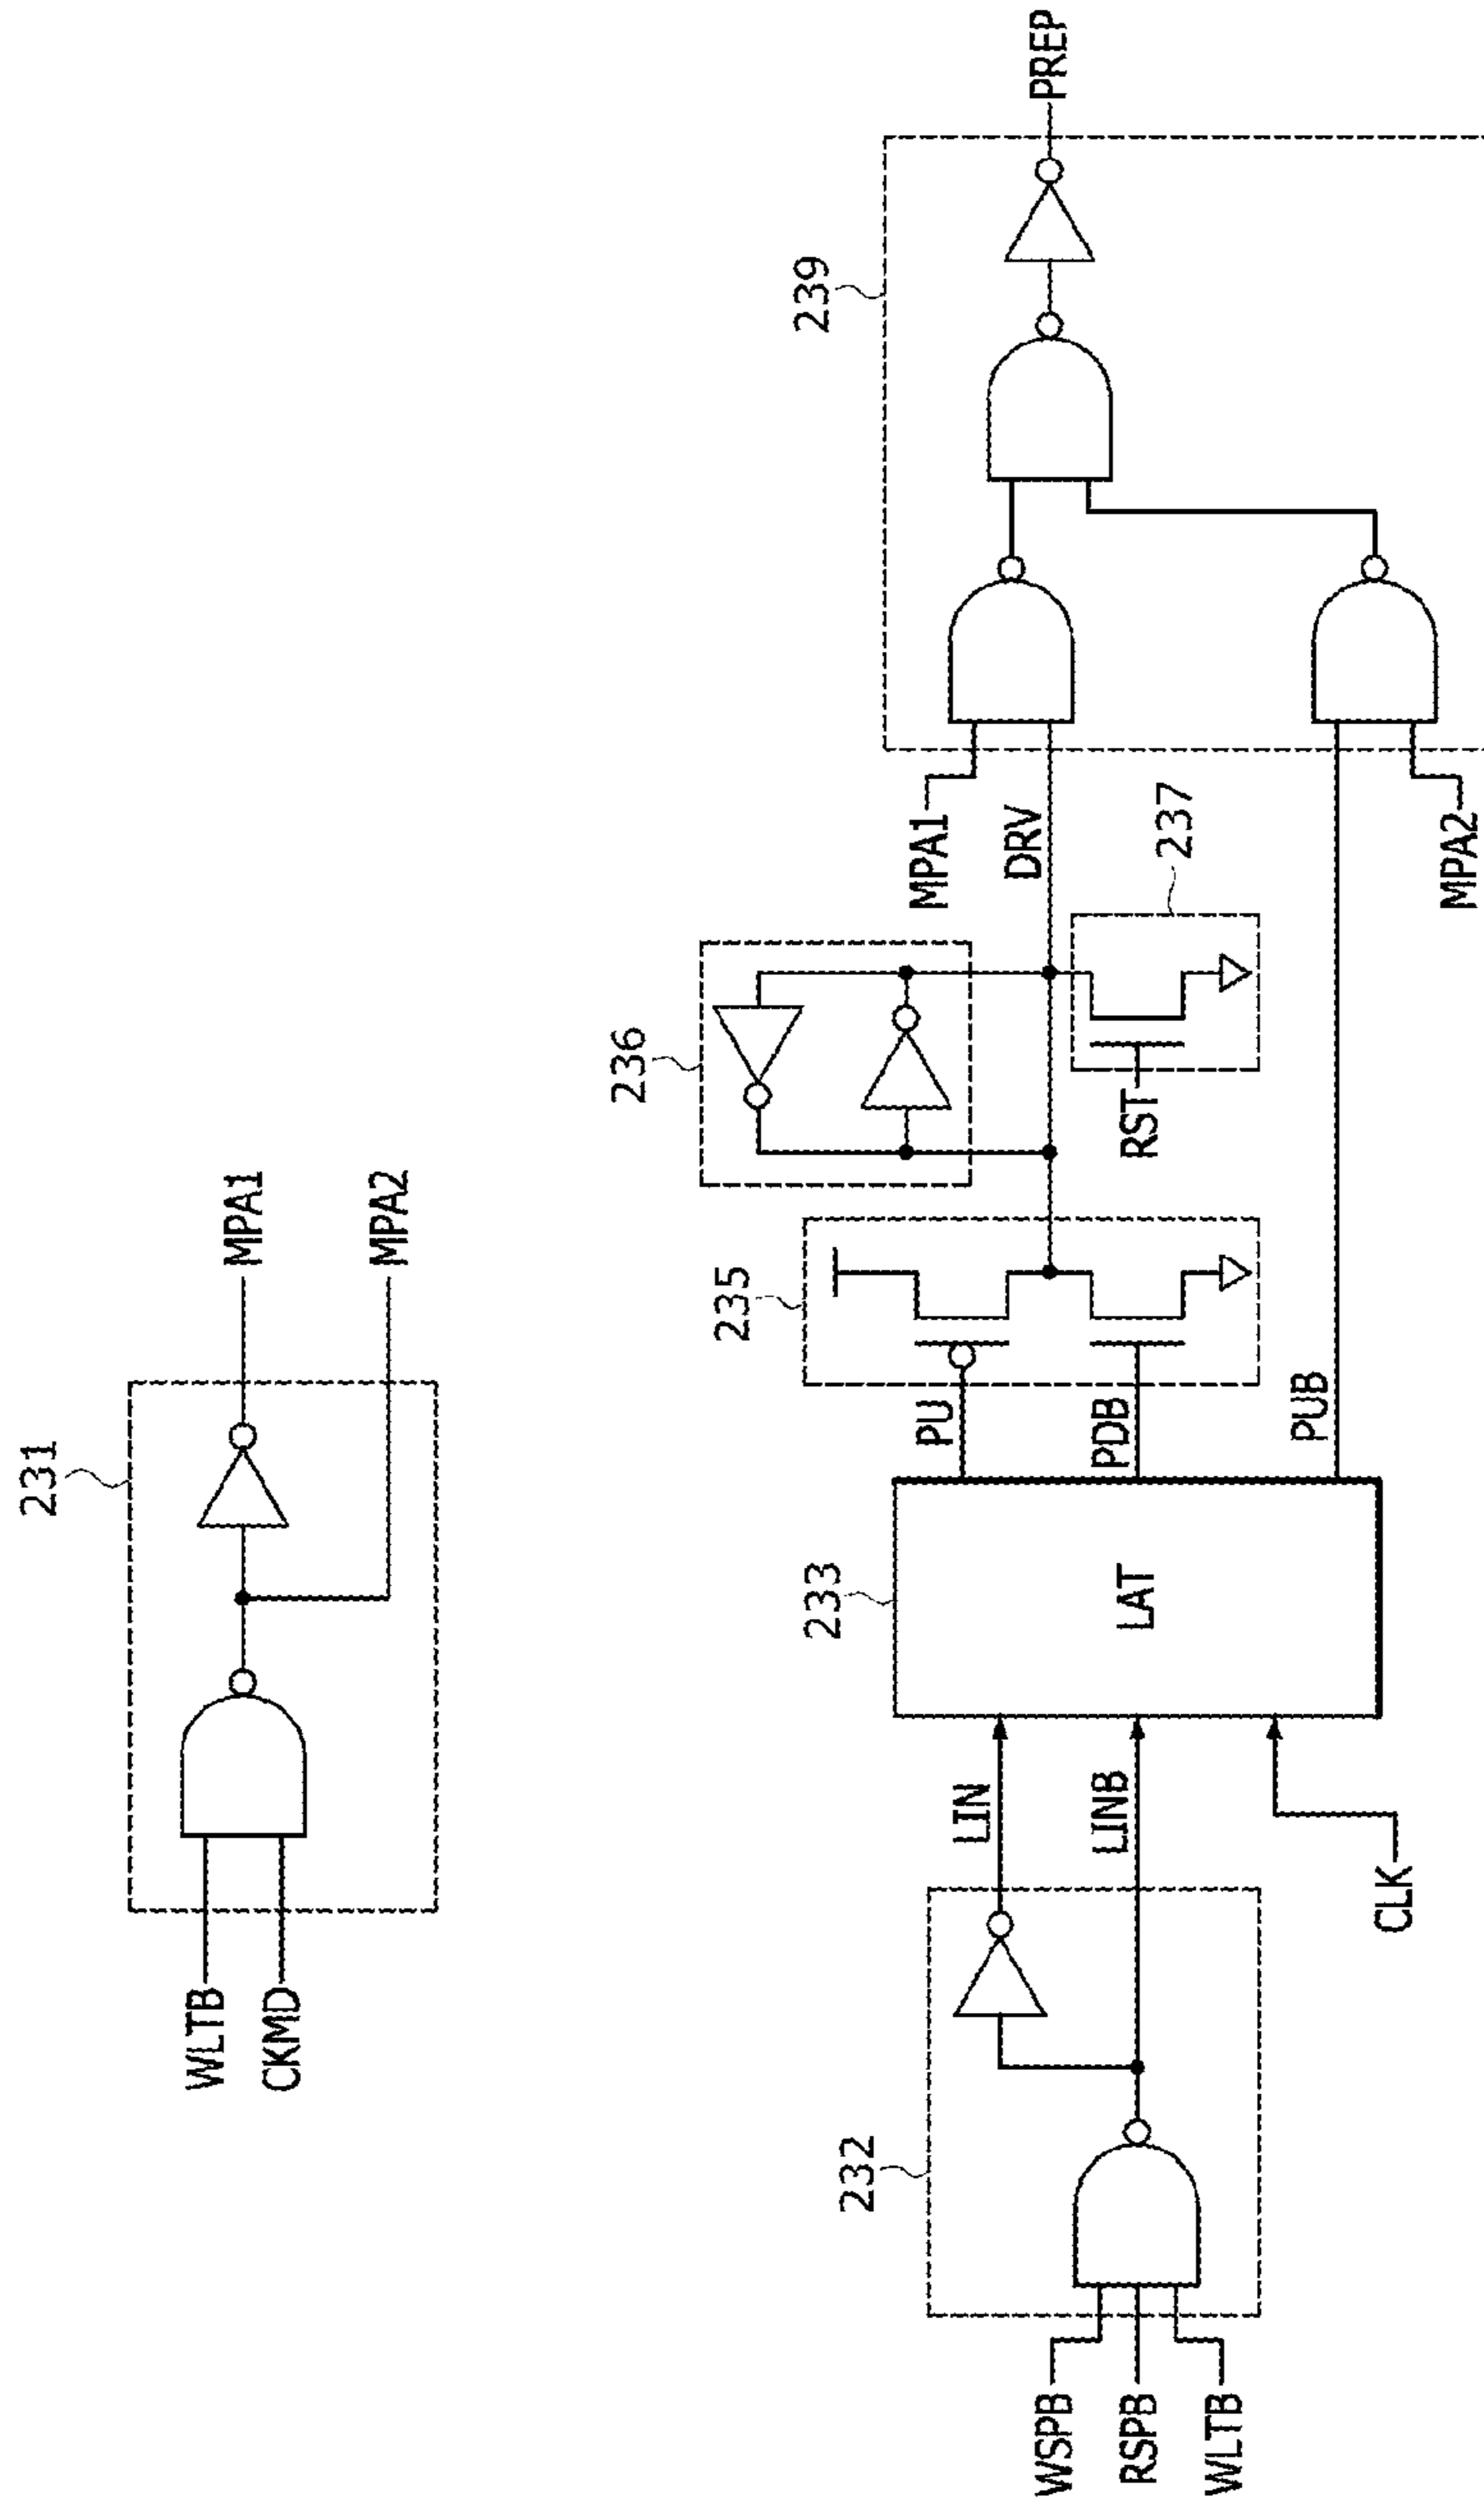 231
WLTB
CKMD
MPA1
MPA2
232
WSPB
RSPB
WLTB
LIN
LINB
CLK
233
LAT
PU
PDB
PUB
235
236
RST
237
MPA1
DRV
MPA2
239
PREP